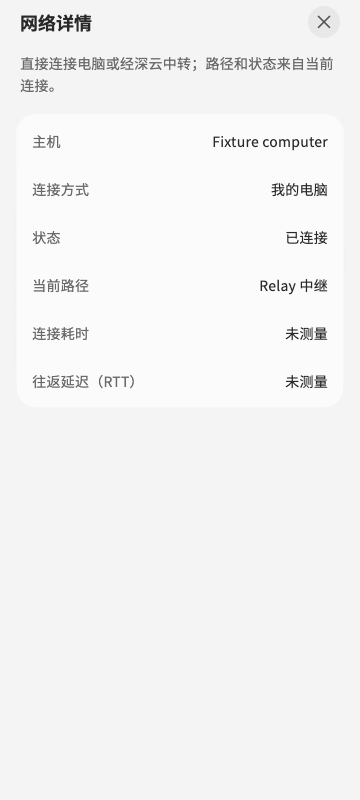 网络详情
直接连接电脑或经深云中转；路径和状态来自当前
连接。
主机 Fixture computer
连接方式 我的电脑
状态 已连接
当前路径 Relay 中继
连接耗时 未测量
往返延迟（RTT） 未测量